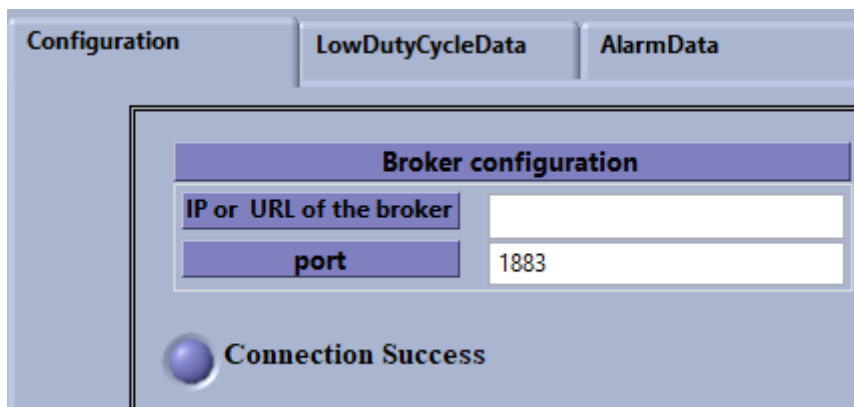 Configuration LowDutyCycleData AlarmData
Broker configuration
IP or URL of the broker
port 1883
Connection Success